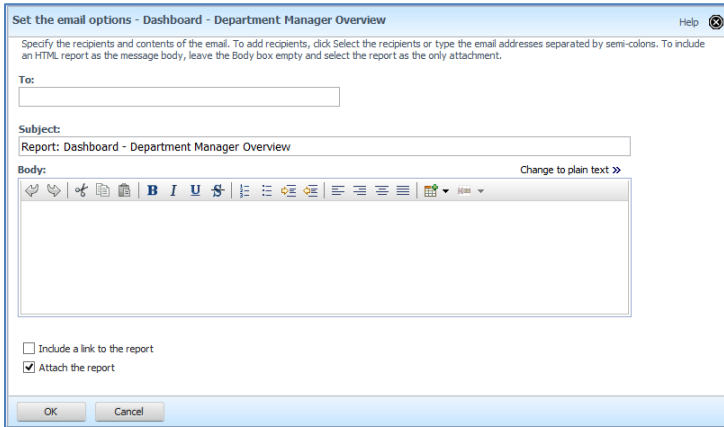 Set the email options - Dashboard - Department Manager Overview
Help
Specify the recipients and contents of the email. To add recipients, click Select the recipients or type the email addresses separated by semi-colons. To include
an HTML report as the message body, leave the Body box empty and select the report as the only attachment.
To:
Subject:
Report: Dashboard - Department Manager Overview
Body:
Change to plain text »
B I U S
Include a link to the report
Attach the report
OK
Cancel